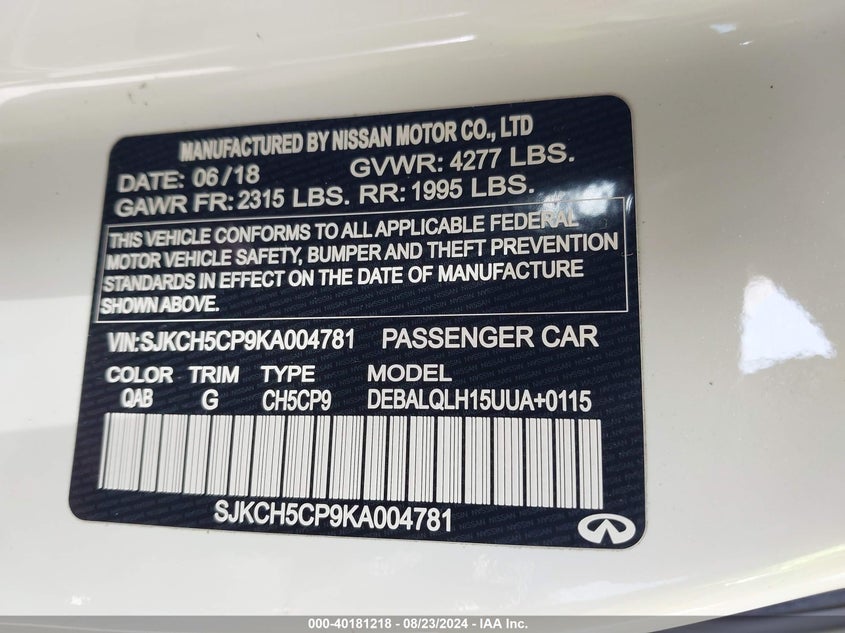 MANUFACTURED BY NISSAN MOTOR CO., LTD
DATE: 06/18 GVWR: 4277 LBS.
GAWR FR: 2315 LBS. RR: 1995 LBS.
THIS VEHICLE CONFORMS TO ALL APPLICABLE FEDERAL
MOTOR VEHICLE SAFETY, BUMPER AND THEFT PREVENTION
STANDARDS IN EFFECT ON THE DATE OF MANUFACTURE
SHOWN ABOVE.
VIN:SJKCH5CP9KA004781 PASSENGER CAR
COLOR TRIM TYPE MODEL
QAB G CH5CP9 DEBALQLH15UUA+0115
SJKCH5CP9KA004781
000-40181218 - 08/23/2024 - IAA Inc.